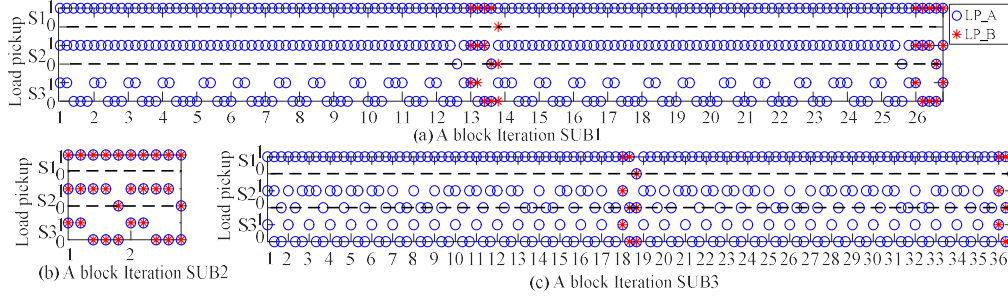 Load pickup
S1 1
0
S2 1
0
S3 1
0
1 2 3 4 5 6 7 8 9 10 11 12 13 14 15 16 17 18 19 20 21 22 23 24 25 26
(a) A block Iteration SUB1
LP_A
LP_B
Load pickup
S1 1
0
S2 1
0
S3 1
0
1 2
(b) A block Iteration SUB2
Load pickup
S1 1
0
S2 1
0
S3 1
0
1 2 3 4 5 6 7 8 9 10 11 12 13 14 15 16 17 18 19 20 21 22 23 24 25 26 27 28 29 30 31 32 33 34 35 36
(c) A block Iteration SUB3